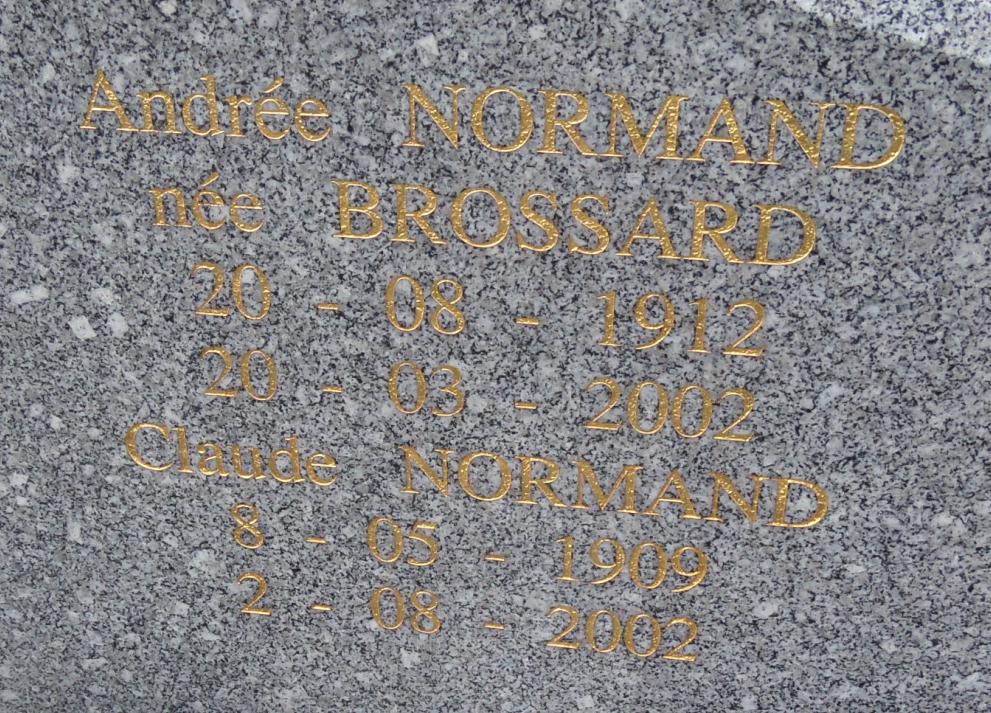 Andrée NORMAND
née BROSSARD
20 - 08 - 1912
20 - 03 - 2002
Claude NORMAND
8 - 05 - 1909
2 - 08 - 2002